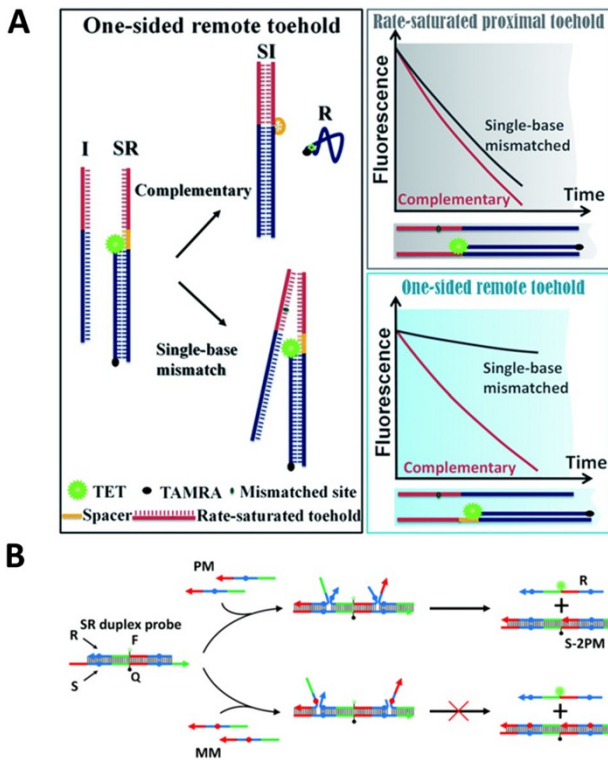 A
One-sided remote toehold
SI
R
I
SR
Complementary
Single-base
mismatch
TET
TAMRA
Mismatched site
Spacer
Rate-saturated toehold
Rate-saturated proximal toehold
Fluorescence
Single-base
mismatched
Complementary
Time
One-sided remote toehold
Fluorescence
Single-base
mismatched
Complementary
Time
B
PM
SR duplex probe
R
F
S
Q
MM
R
+
S-2PM
+